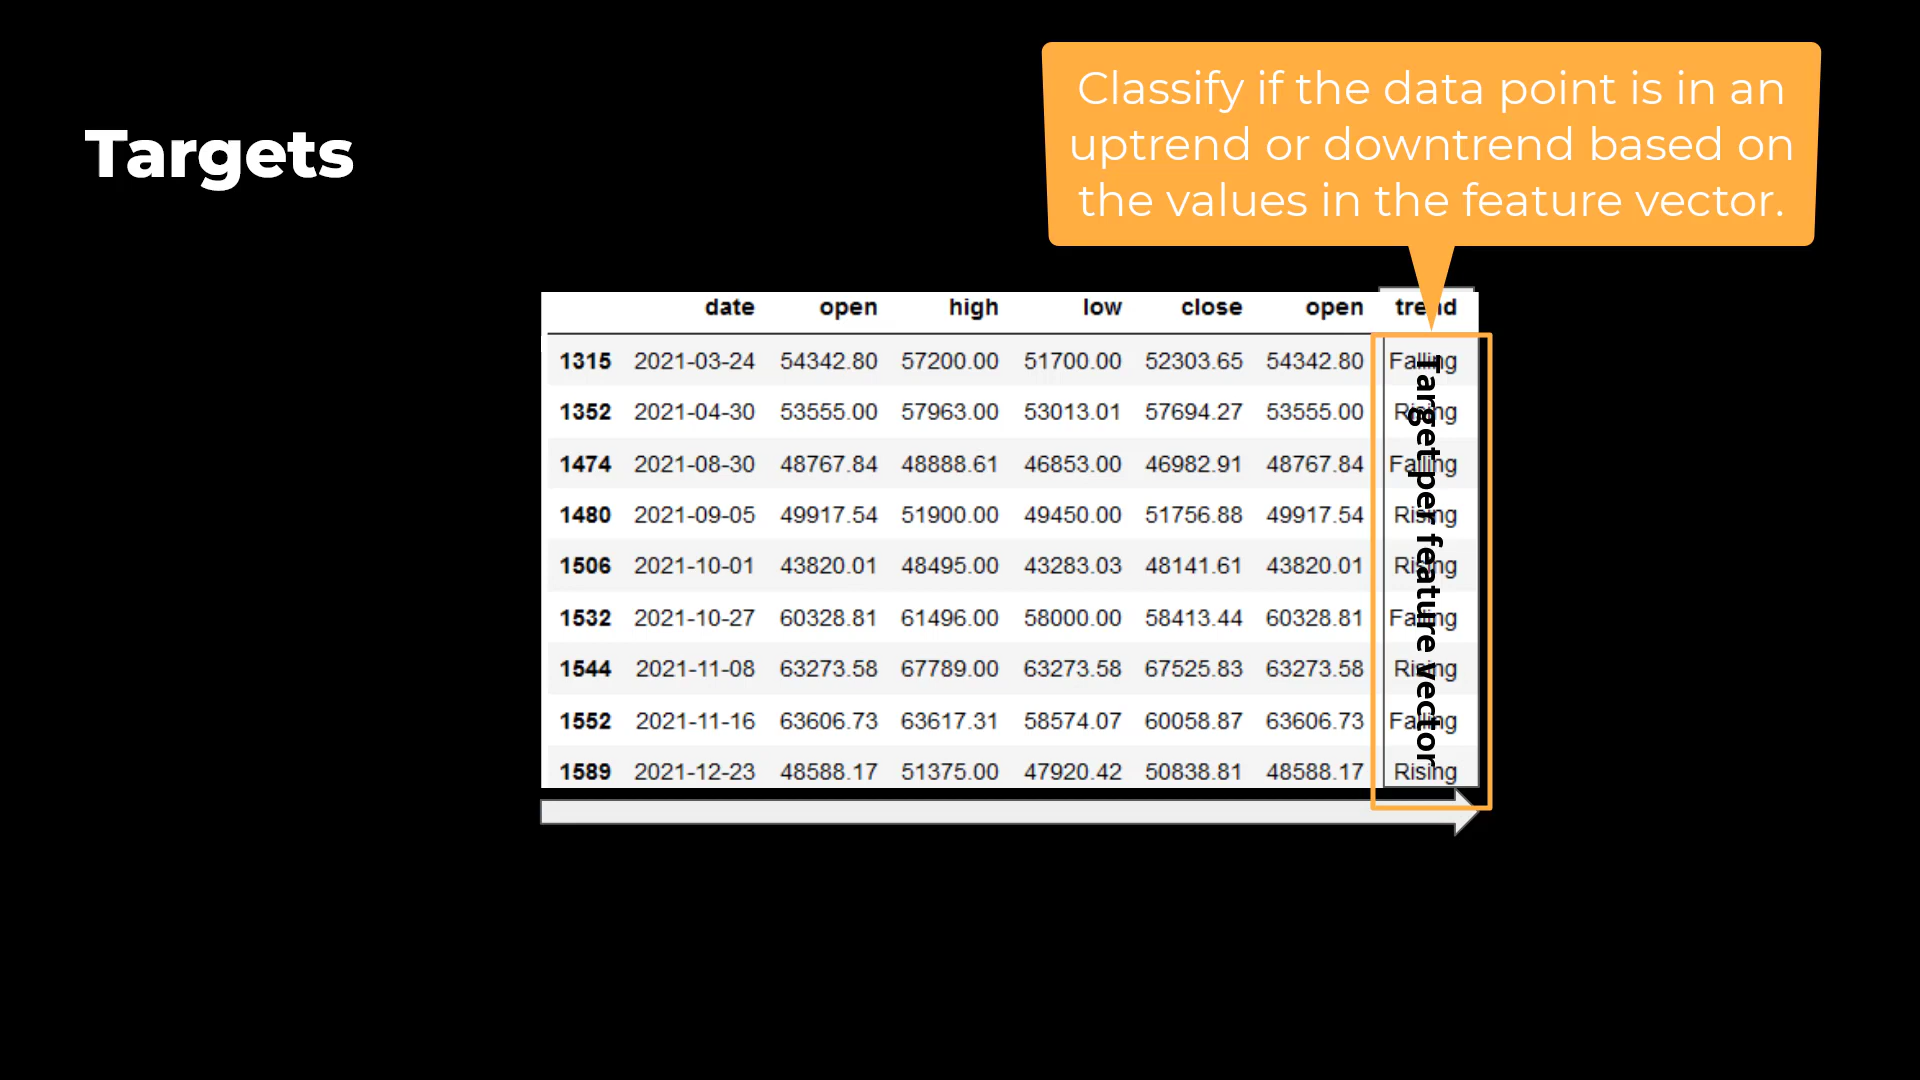 Targets
Classify if the data point is in an
uptrend or downtrend based on
the values in the feature vector.
date open high low close open trend
1315 2021-03-24 54342.80 57200.00 51700.00 52303.65 54342.80 Falling
1352 2021-04-30 53555.00 57963.00 53013.01 57694.27 53555.00 Rising
1474 2021-08-30 48767.84 48888.61 46853.00 46982.91 48767.84 Falling
1480 2021-09-05 49917.54 51900.00 49450.00 51756.88 49917.54 Rising
1506 2021-10-01 43820.01 48495.00 43283.03 48141.61 43820.01 Rising
1532 2021-10-27 60328.81 61496.00 58000.00 58413.44 60328.81 Falling
1544 2021-11-08 63273.58 67789.00 63273.58 67525.83 63273.58 Rising
1552 2021-11-16 63606.73 63617.31 58574.07 60058.87 63606.73 Falling
1589 2021-12-23 48588.17 51375.00 47920.42 50838.81 48588.17 Rising
Target per feature vector